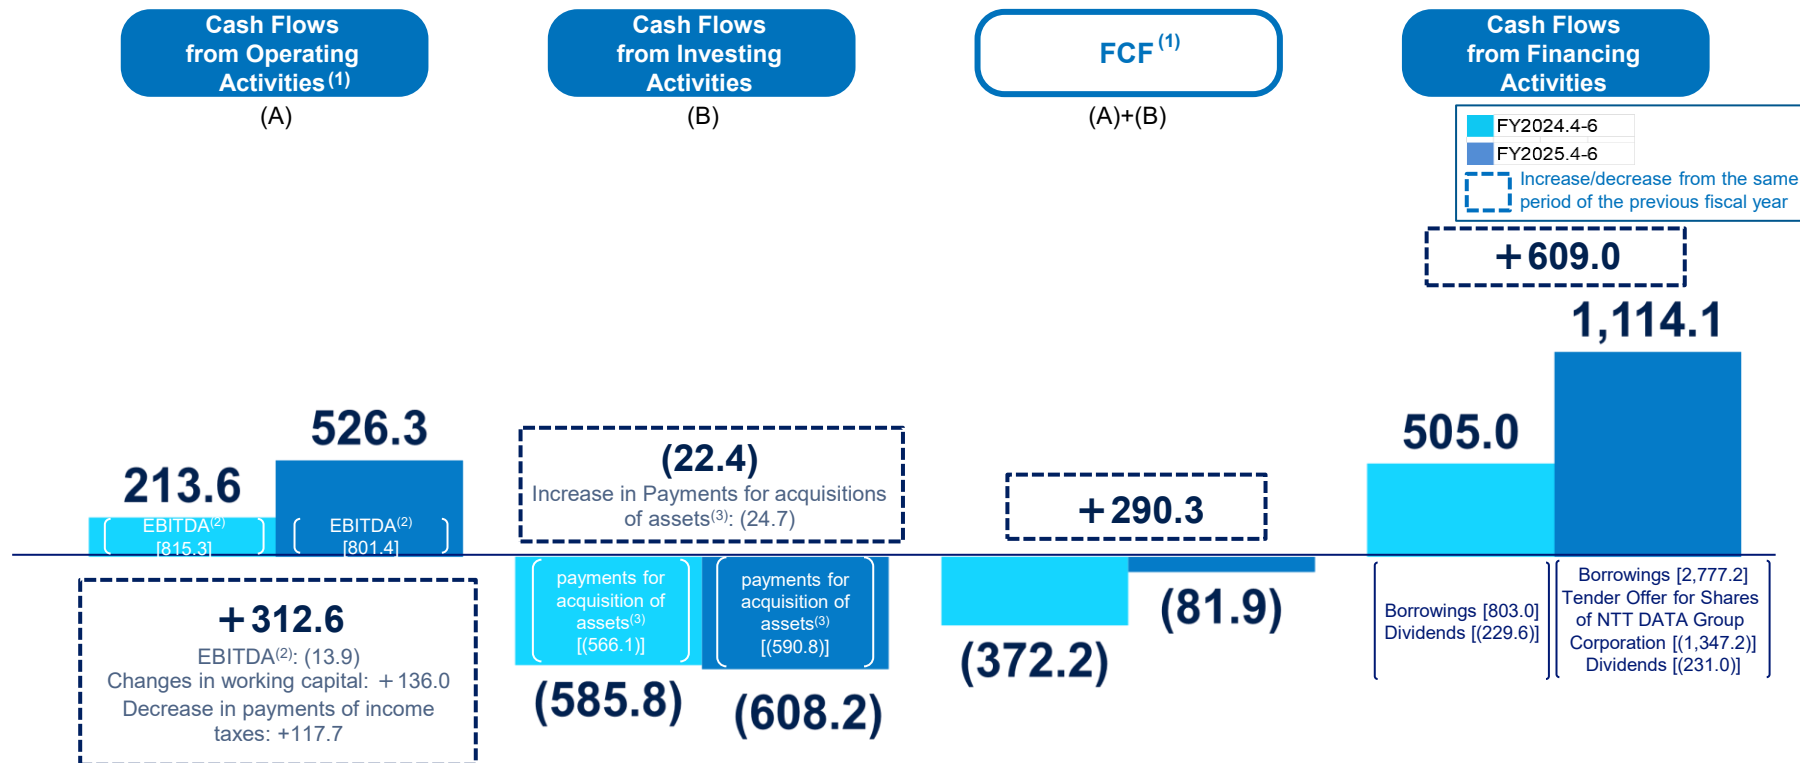 Cash Flows
from Operating
Activities (1)
(A)
Cash Flows
from Investing
Activities
(B)
FCF (1)
(A)+(B)
Cash Flows
from Financing
Activities
FY2024.4-6
FY2025.4-6
Increase/decrease from the same
period of the previous fiscal year
213.6
EBITDA(2)
[815.3]
526.3
EBITDA(2)
[801.4]
+312.6
EBITDA(2): (13.9)
Changes in working capital: +136.0
Decrease in payments of income
taxes: +117.7
(22.4)
Increase in Payments for acquisitions
of assets(3): (24.7)
payments for
acquisition of
assets(3)
[(566.1)]
(585.8)
payments for
acquisition of
assets(3)
[(590.8)]
(608.2)
+290.3
(372.2)
(81.9)
+609.0
505.0
1,114.1
Borrowings [803.0]
Dividends [(229.6)]
Borrowings [2,777.2]
Tender Offer for Shares
of NTT DATA Group
Corporation [(1,347.2)]
Dividends [(231.0)]